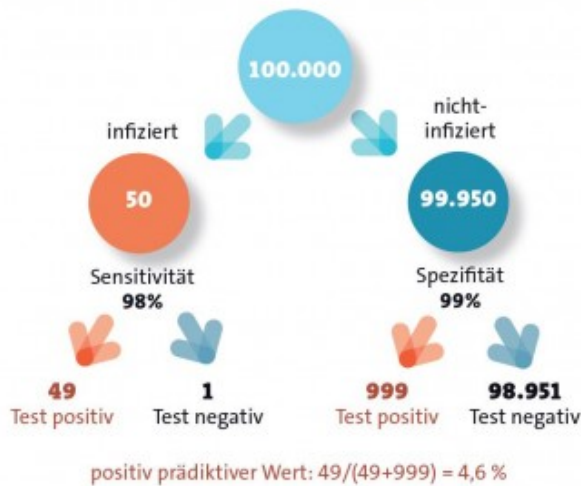 100.000
infiziert
nicht-
infiziert
50
99.950
Sensitivität
98%
Spezifität
99%
49
Test positiv
1
Test negativ
999
Test positiv
98.951
Test negativ
positiv prädiktiver Wert: 49/(49+999) = 4,6 %